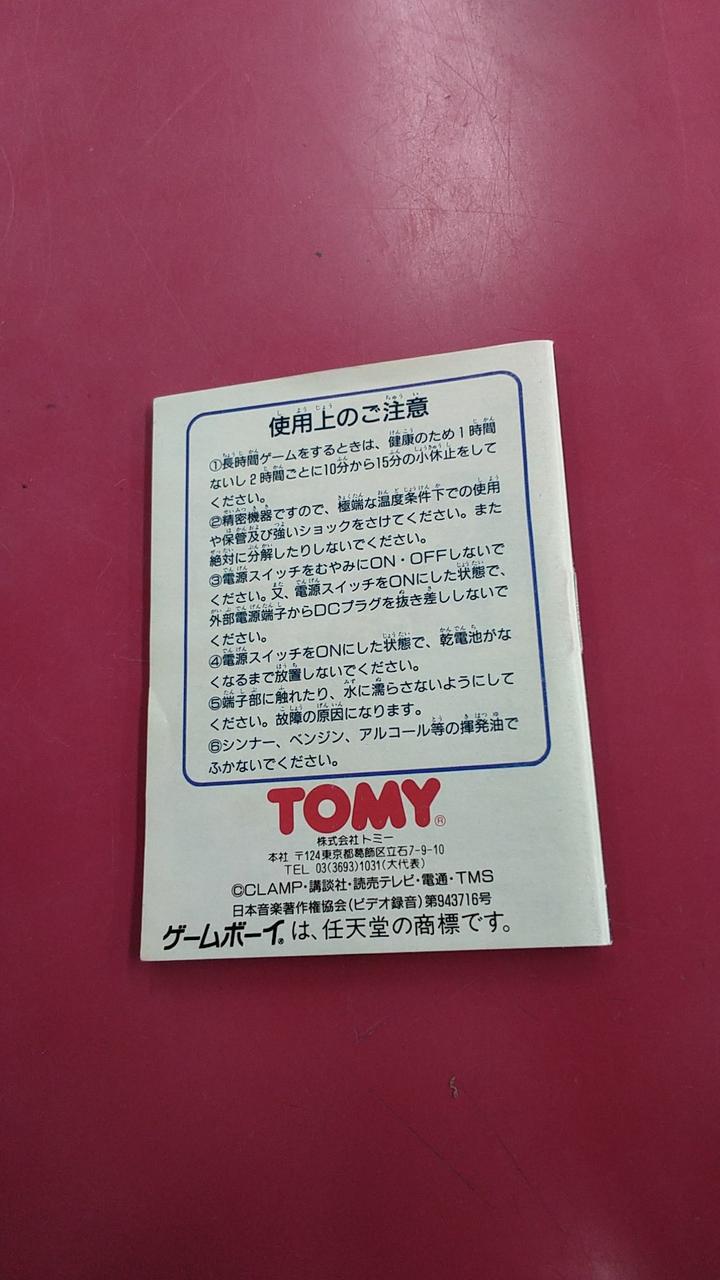 使用上のご注意
①長時間ゲームをするときは、健康のため1時間
ないし2時間ごとに10分から15分の小休止をして
ください。
②精密機器ですので、極端な温度条件下での使用
や保管及び強いショックをさけてください。また
絶対に分解したりしないでください。
③電源スイッチをむやみにON・OFFしないで
ください。又、電源スイッチをONにした状態で、
外部電源端子からDCプラグを抜き差ししないで
ください。
④電源スイッチをONにした状態で、乾電池がな
くなるまで放置しないでください。
⑤端子部に触れたり、水に濡らさないようにして
ください。故障の原因になります。
⑥シンナー、ベンジン、アルコール等の揮発油で
ふかないでください。
TOMY®
株式会社トミー
本社 〒124東京都葛飾区立石7-9-10
TEL 03(3693)1031(大代表)
©CLAMP・講談社・読売テレビ・電通・TMS
日本音楽著作権協会(ビデオ録音)第943716号
ゲームボーイ®は、任天堂の商標です。